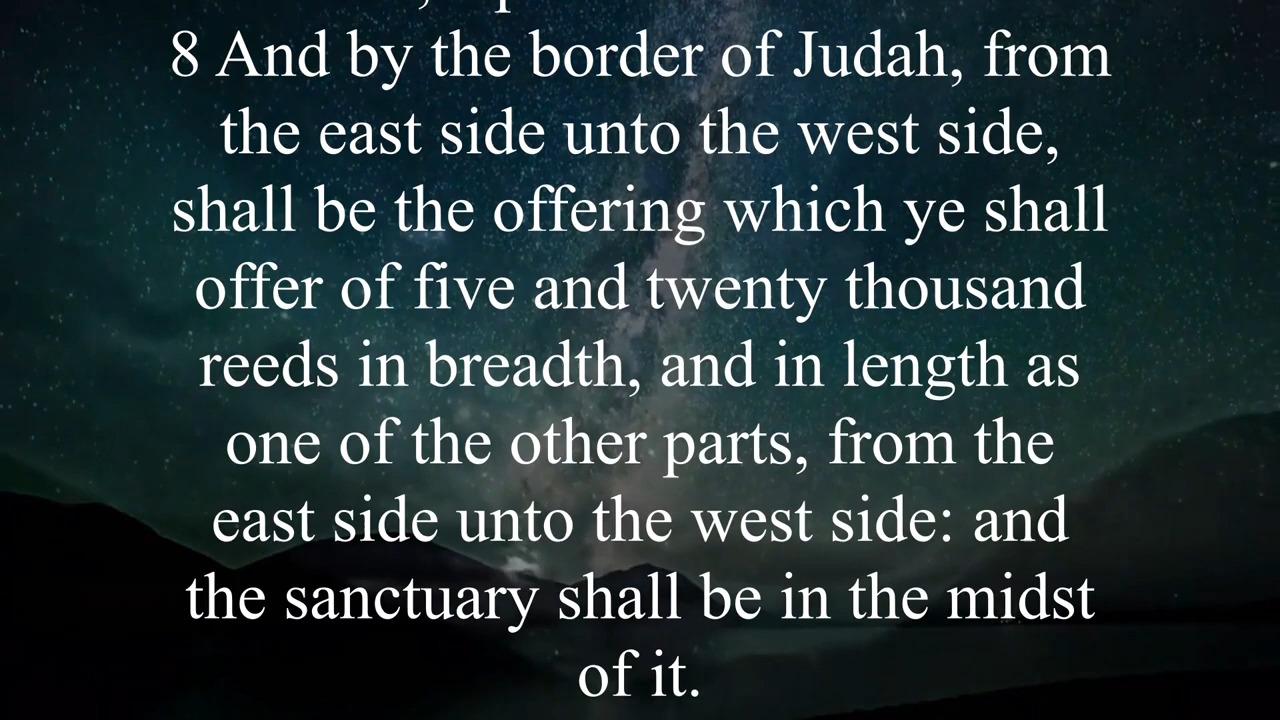 8 And by the border of Judah, from
the east side unto the west side,
shall be the offering which ye shall
offer of five and twenty thousand
reeds in breadth, and in length as
one of the other parts, from the
east side unto the west side: and
the sanctuary shall be in the midst
of it.